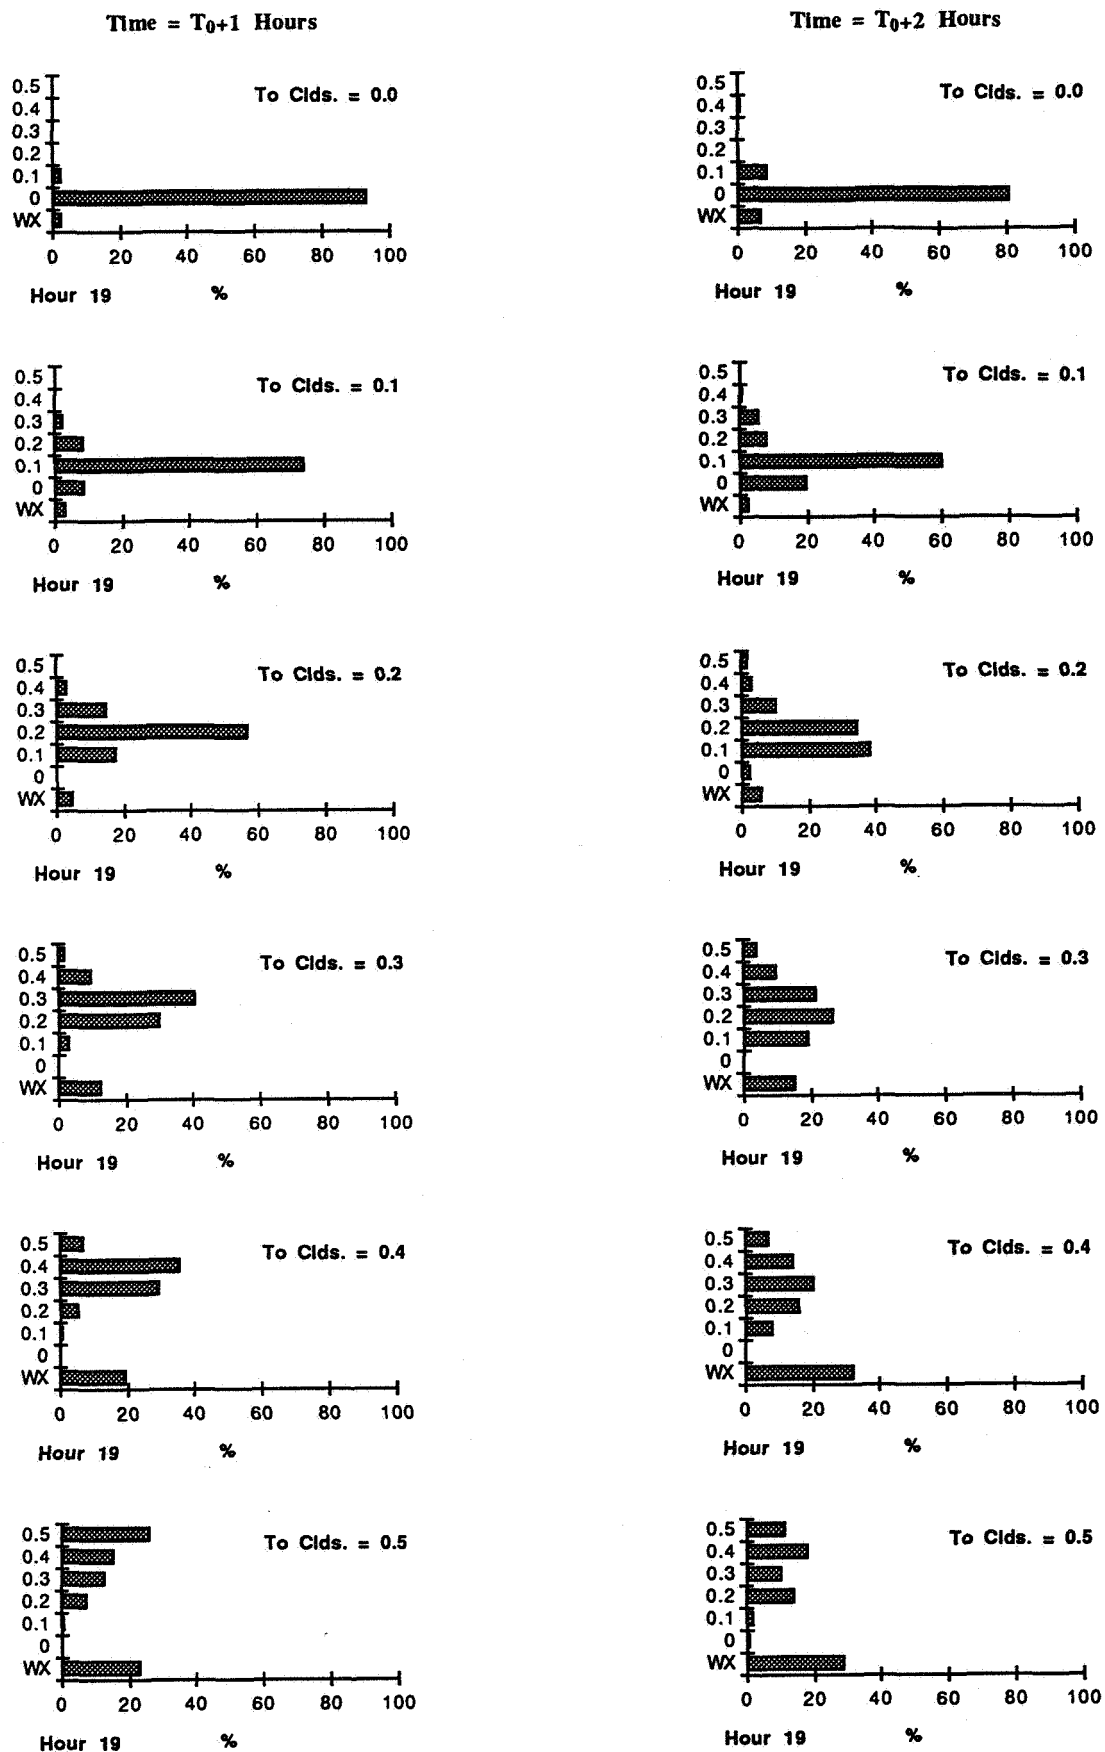 Time = T0+1 Hours
Time = T0+2 Hours
To Clds. = 0.0
0.5
0.4
0.3
0.2
0.1
0
WX
0 20 40 60 80 100
Hour 19 %
To Clds. = 0.0
0.5
0.4
0.3
0.2
0.1
0
WX
0 20 40 60 80 100
Hour 19 %
To Clds. = 0.1
0.5
0.4
0.3
0.2
0.1
0
WX
0 20 40 60 80 100
Hour 19 %
To Clds. = 0.1
0.5
0.4
0.3
0.2
0.1
0
WX
0 20 40 60 80 100
Hour 19 %
To Clds. = 0.2
0.5
0.4
0.3
0.2
0.1
0
WX
0 20 40 60 80 100
Hour 19 %
To Clds. = 0.2
0.5
0.4
0.3
0.2
0.1
0
WX
0 20 40 60 80 100
Hour 19 %
To Clds. = 0.3
0.5
0.4
0.3
0.2
0.1
0
WX
0 20 40 60 80 100
Hour 19 %
To Clds. = 0.3
0.5
0.4
0.3
0.2
0.1
0
WX
0 20 40 60 80 100
Hour 19 %
To Clds. = 0.4
0.5
0.4
0.3
0.2
0.1
0
WX
0 20 40 60 80 100
Hour 19 %
To Clds. = 0.4
0.5
0.4
0.3
0.2
0.1
0
WX
0 20 40 60 80 100
Hour 19 %
To Clds. = 0.5
0.5
0.4
0.3
0.2
0.1
0
WX
0 20 40 60 80 100
Hour 19 %
To Clds. = 0.5
0.5
0.4
0.3
0.2
0.1
0
WX
0 20 40 60 80 100
Hour 19 %